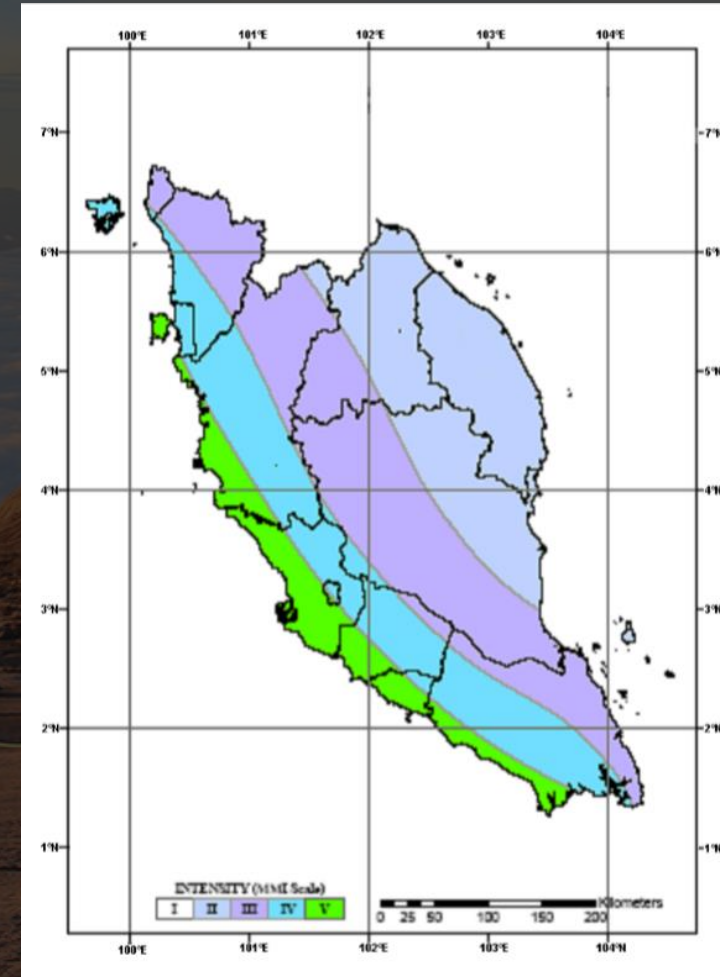 100°E 101°E 102°E 103°E 104°E
7°N 7°N
6°N 6°N
5°N 5°N
4°N 4°N
3°N 3°N
2°N 2°N
1°N 1°N
INTENSITY (MMI Scale)
I II III IV V
Kilometers
0 25 50 100 150 200
100°E 101°E 102°E 103°E 104°N